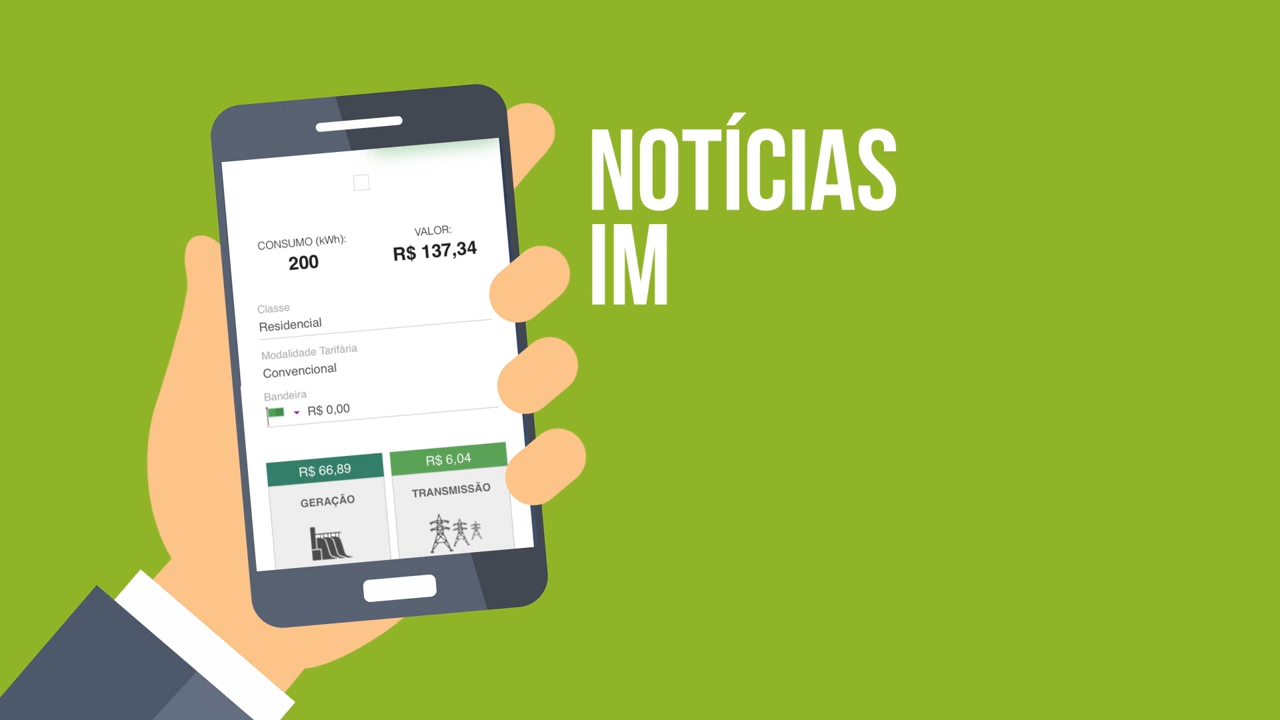 NOTÍCIAS
IM
CONSUMO (kWh):
200
VALOR:
R$ 137,34
Classe
Residencial
Modalidade Tarifária
Convencional
Bandeira
R$ 0,00
R$ 66,89
GERAÇÃO
R$ 6,04
TRANSMISSÃO